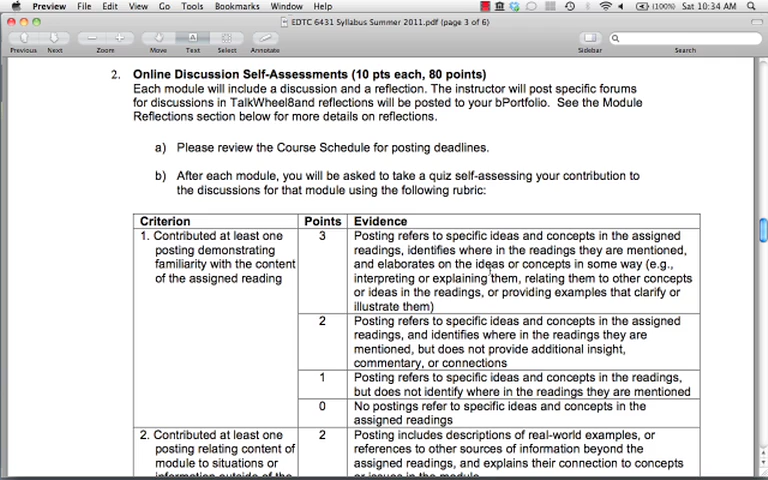 Preview File Edit View Go Tools Bookmarks Window Help (100%) Sat 10:34 AM
EDTC 6431 Syllabus Summer 2011.pdf (page 3 of 6)
Previous Next Zoom Move Text Select Annotate Sidebar Search
2. Online Discussion Self-Assessments (10 pts each, 80 points)
Each module will include a discussion and a reflection. The instructor will post specific forums
for discussions in TalkWheel8and reflections will be posted to your bPortfolio. See the Module
Reflections section below for more details on reflections.
a) Please review the Course Schedule for posting deadlines.
b) After each module, you will be asked to take a quiz self-assessing your contribution to
the discussions for that module using the following rubric:
Criterion Points Evidence
1. Contributed at least one
posting demonstrating
familiarity with the content
of the assigned reading
3
Posting refers to specific ideas and concepts in the assigned
readings, identifies where in the readings they are mentioned,
and elaborates on the ideas or concepts in some way (e.g.,
interpreting or explaining them, relating them to other concepts
or ideas in the readings, or providing examples that clarify or
illustrate them)
2
Posting refers to specific ideas and concepts in the assigned
readings, and identifies where in the readings they are
mentioned, but does not provide additional insight,
commentary, or connections
1
Posting refers to specific ideas and concepts in the readings,
but does not identify where in the readings they are mentioned
0
No postings refer to specific ideas and concepts in the
assigned readings
2. Contributed at least one
posting relating content of
module to situations or
information outside of the
2
Posting includes descriptions of real-world examples, or
references to other sources of information beyond the
assigned readings, and explains their connection to concepts
or issues in the module